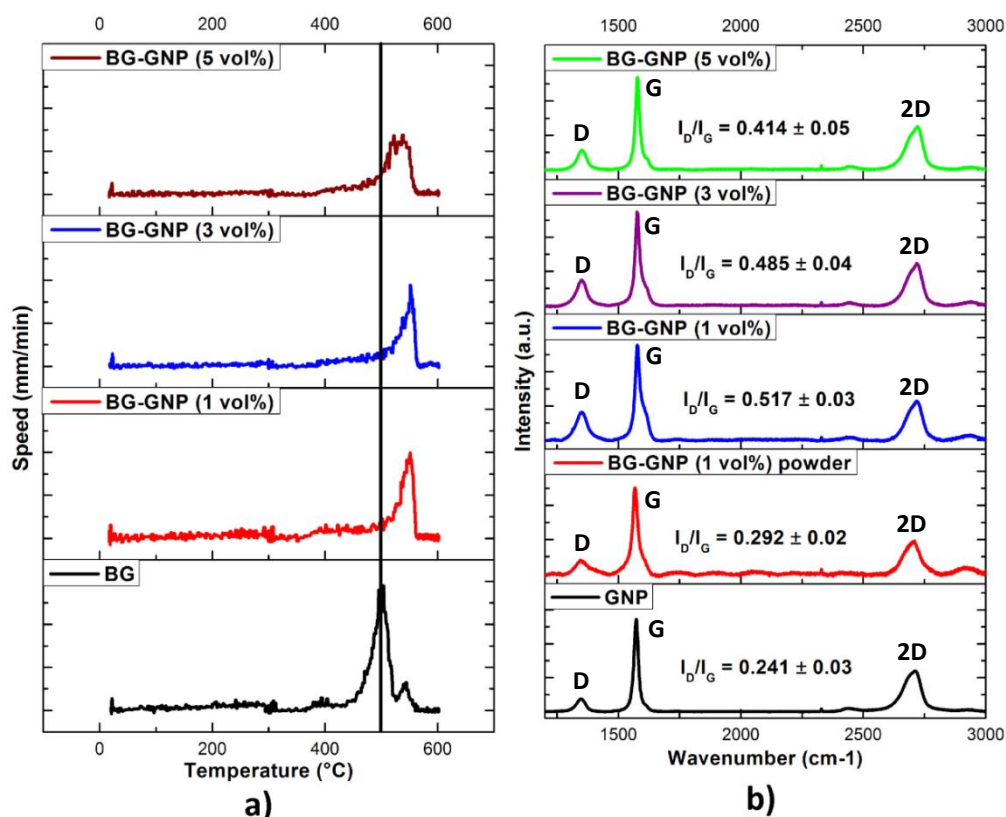 0 200 400 600
BG-GNP (5 vol%)
BG-GNP (3 vol%)
BG-GNP (1 vol%)
BG
Speed (mm/min)
0 200 400 600
Temperature (°C)
a)
1500 2000 2500 3000
BG-GNP (5 vol%)
D G 2D
I_D/I_G = 0.414 ± 0.05
BG-GNP (3 vol%)
D G 2D
I_D/I_G = 0.485 ± 0.04
BG-GNP (1 vol%)
D G 2D
I_D/I_G = 0.517 ± 0.03
BG-GNP (1 vol%) powder
D G 2D
I_D/I_G = 0.292 ± 0.02
GNP
D G 2D
I_D/I_G = 0.241 ± 0.03
Intensity (a.u.)
1500 2000 2500 3000
Wavenumber (cm-1)
b)